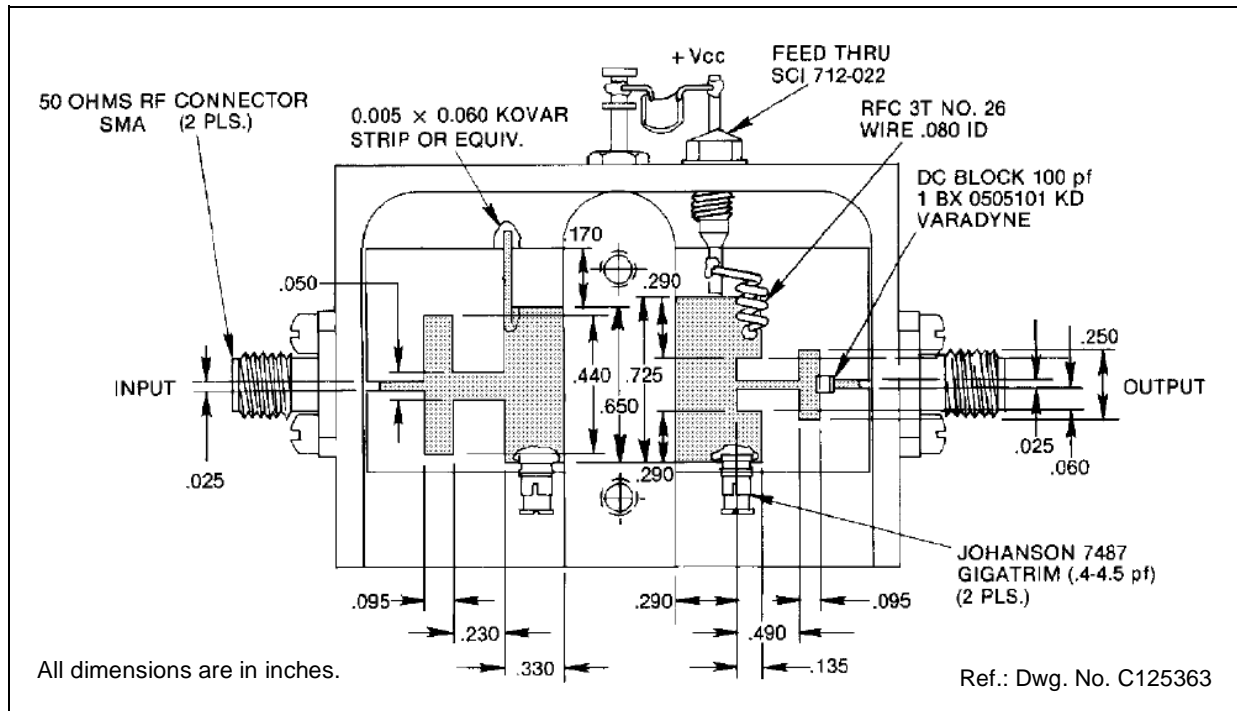 + Vcc
FEED THRU
SCI 712-022
50 OHMS RF CONNECTOR
SMA (2 PLS.)
0.005 × 0.060 KOVAR
STRIP OR EQUIV.
RFC 3T NO. 26
WIRE .080 ID
DC BLOCK 100 pf
1 BX 0505101 KD
VARADYNE
.170
.050
.290
.250
INPUT
.440
.725
OUTPUT
.650
.025
.025
.290
.060
JOHANSON 7487
GIGATRIM (.4-4.5 pf)
(2 PLS.)
.095
.290
.095
.230
.490
.330
.135
All dimensions are in inches.
Ref.: Dwg. No. C125363